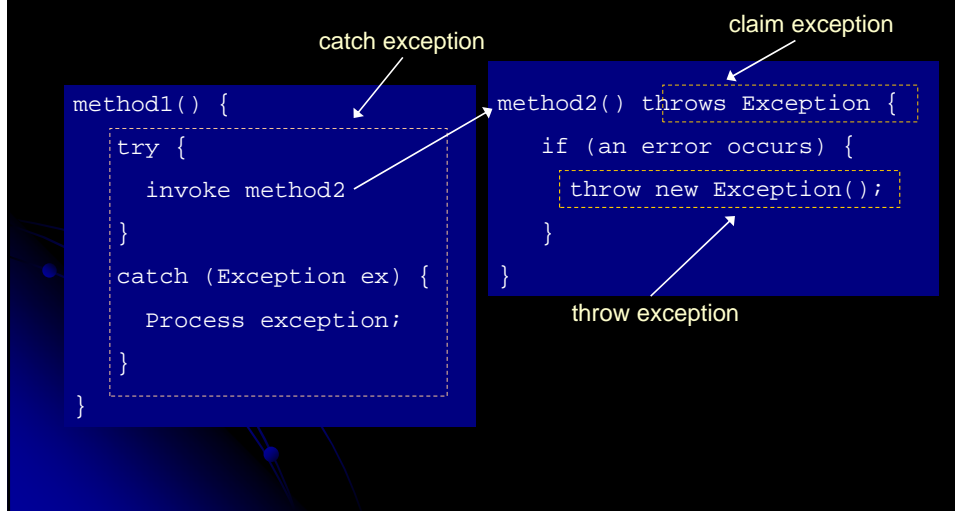 catch exception
method1() {
try {
invoke method2
}
catch (Exception ex) {
Process exception;
}
}
claim exception
method2() throws Exception {
if (an error occurs) {
throw new Exception();
}
}
throw exception